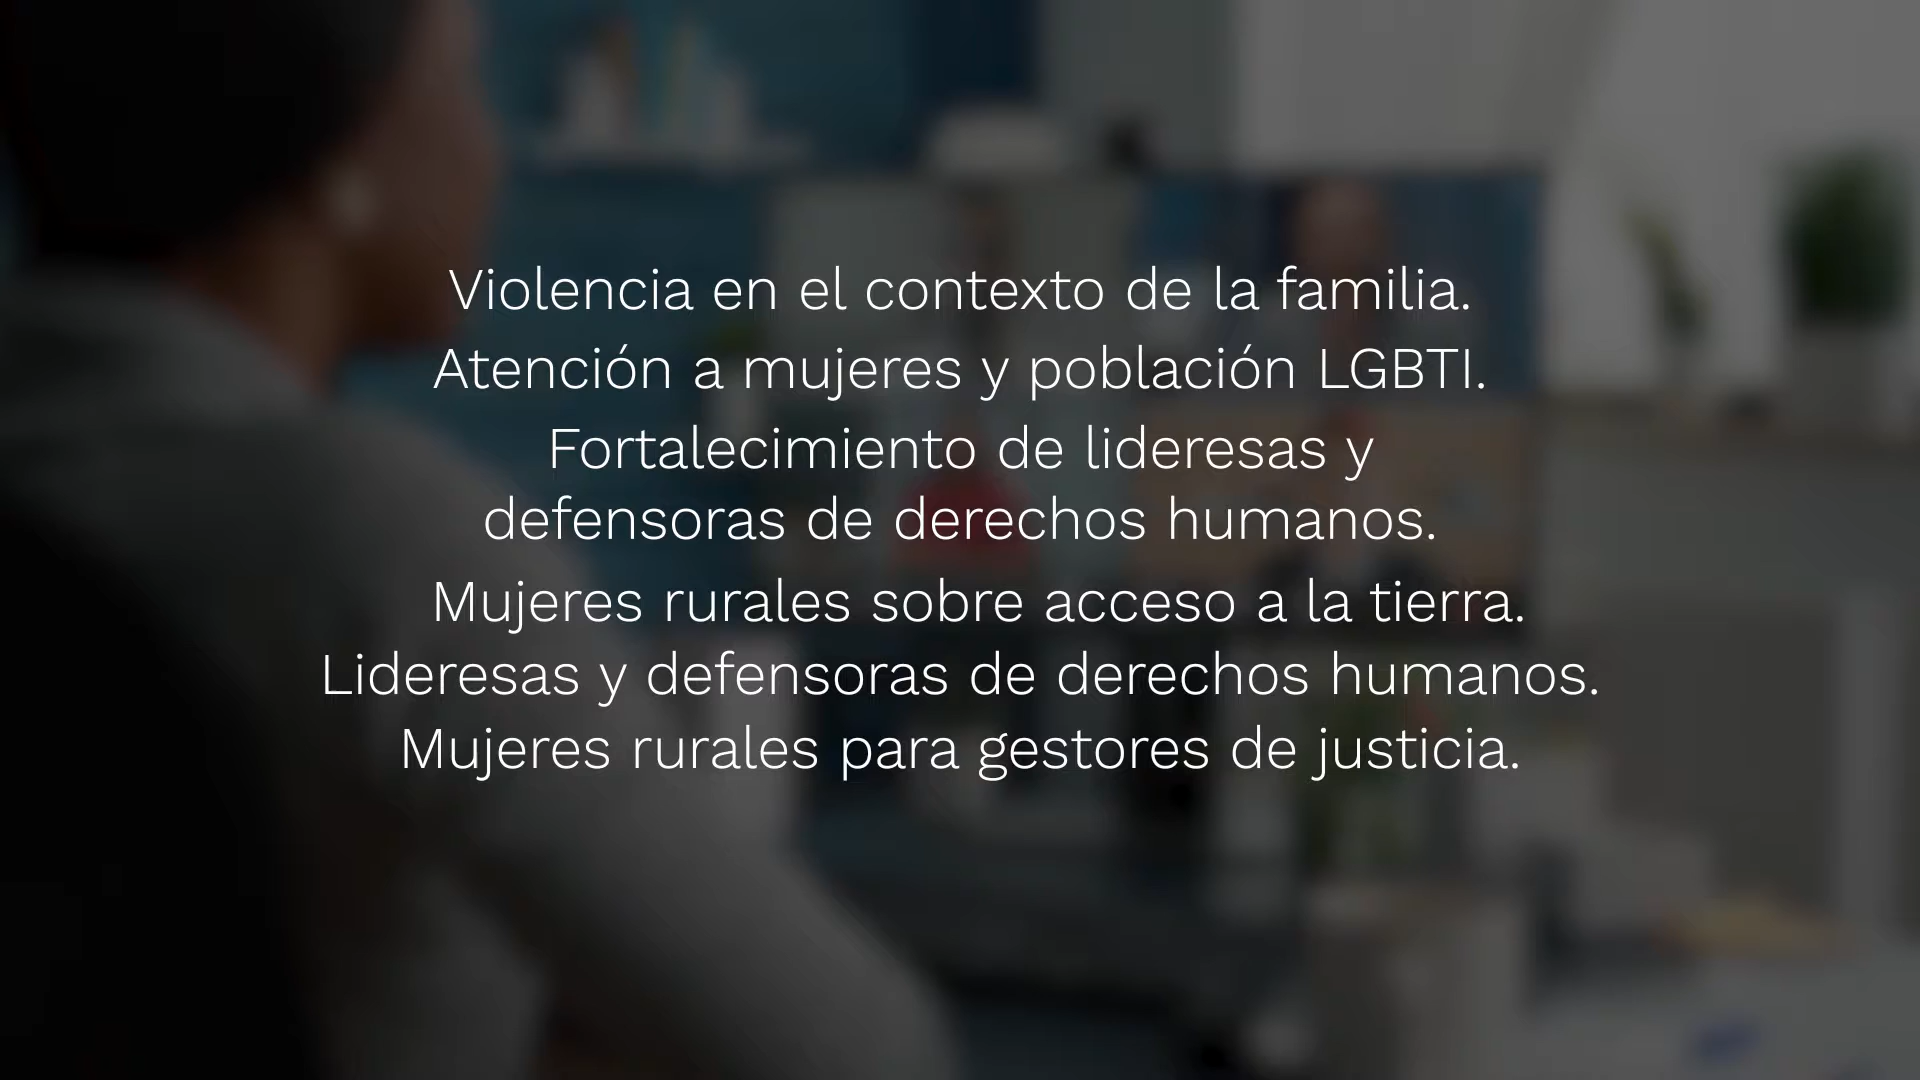 Violencia en el contexto de la familia.
Atención a mujeres y población LGBTI.
Fortalecimiento de lideresas y
defensoras de derechos humanos.
Mujeres rurales sobre acceso a la tierra.
Lideresas y defensoras de derechos humanos.
Mujeres rurales para gestores de justicia.